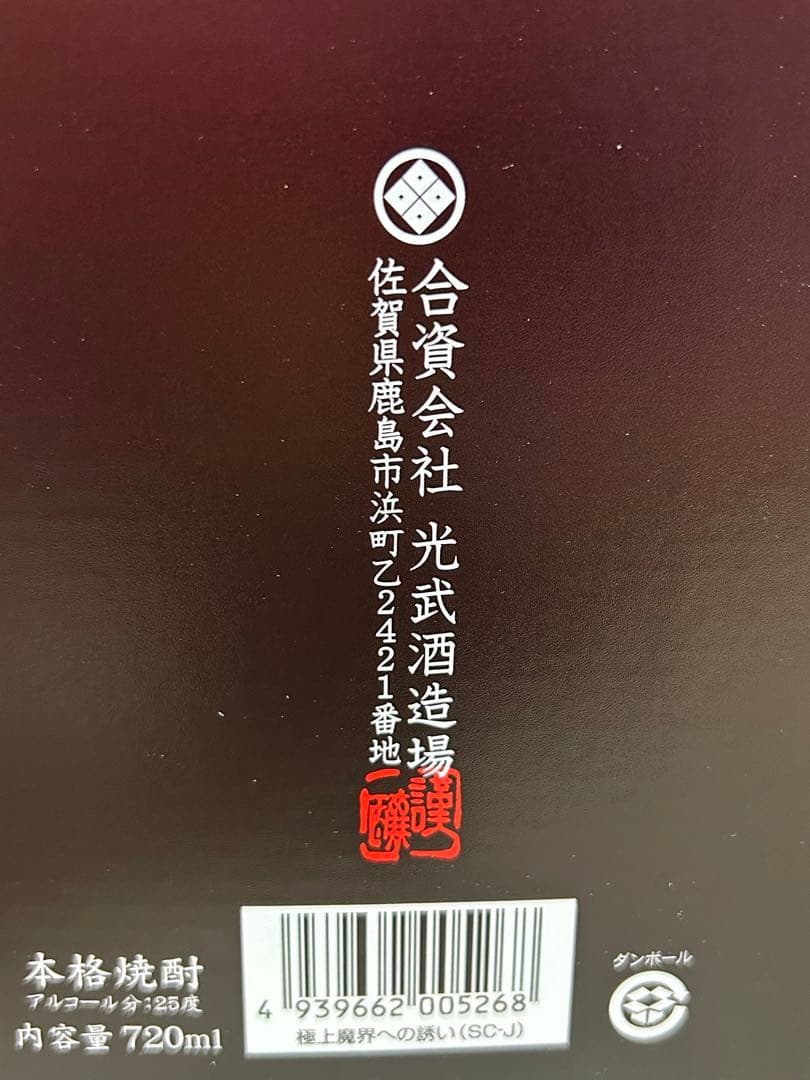 合資会社 光武酒造場
佐賀県鹿島市浜町乙2421番地
謹醸
本格焼酎
アルコール分:25度
内容量 720ml
4 939662 005268
極上魔界への誘い(SC-J)
ダンボール